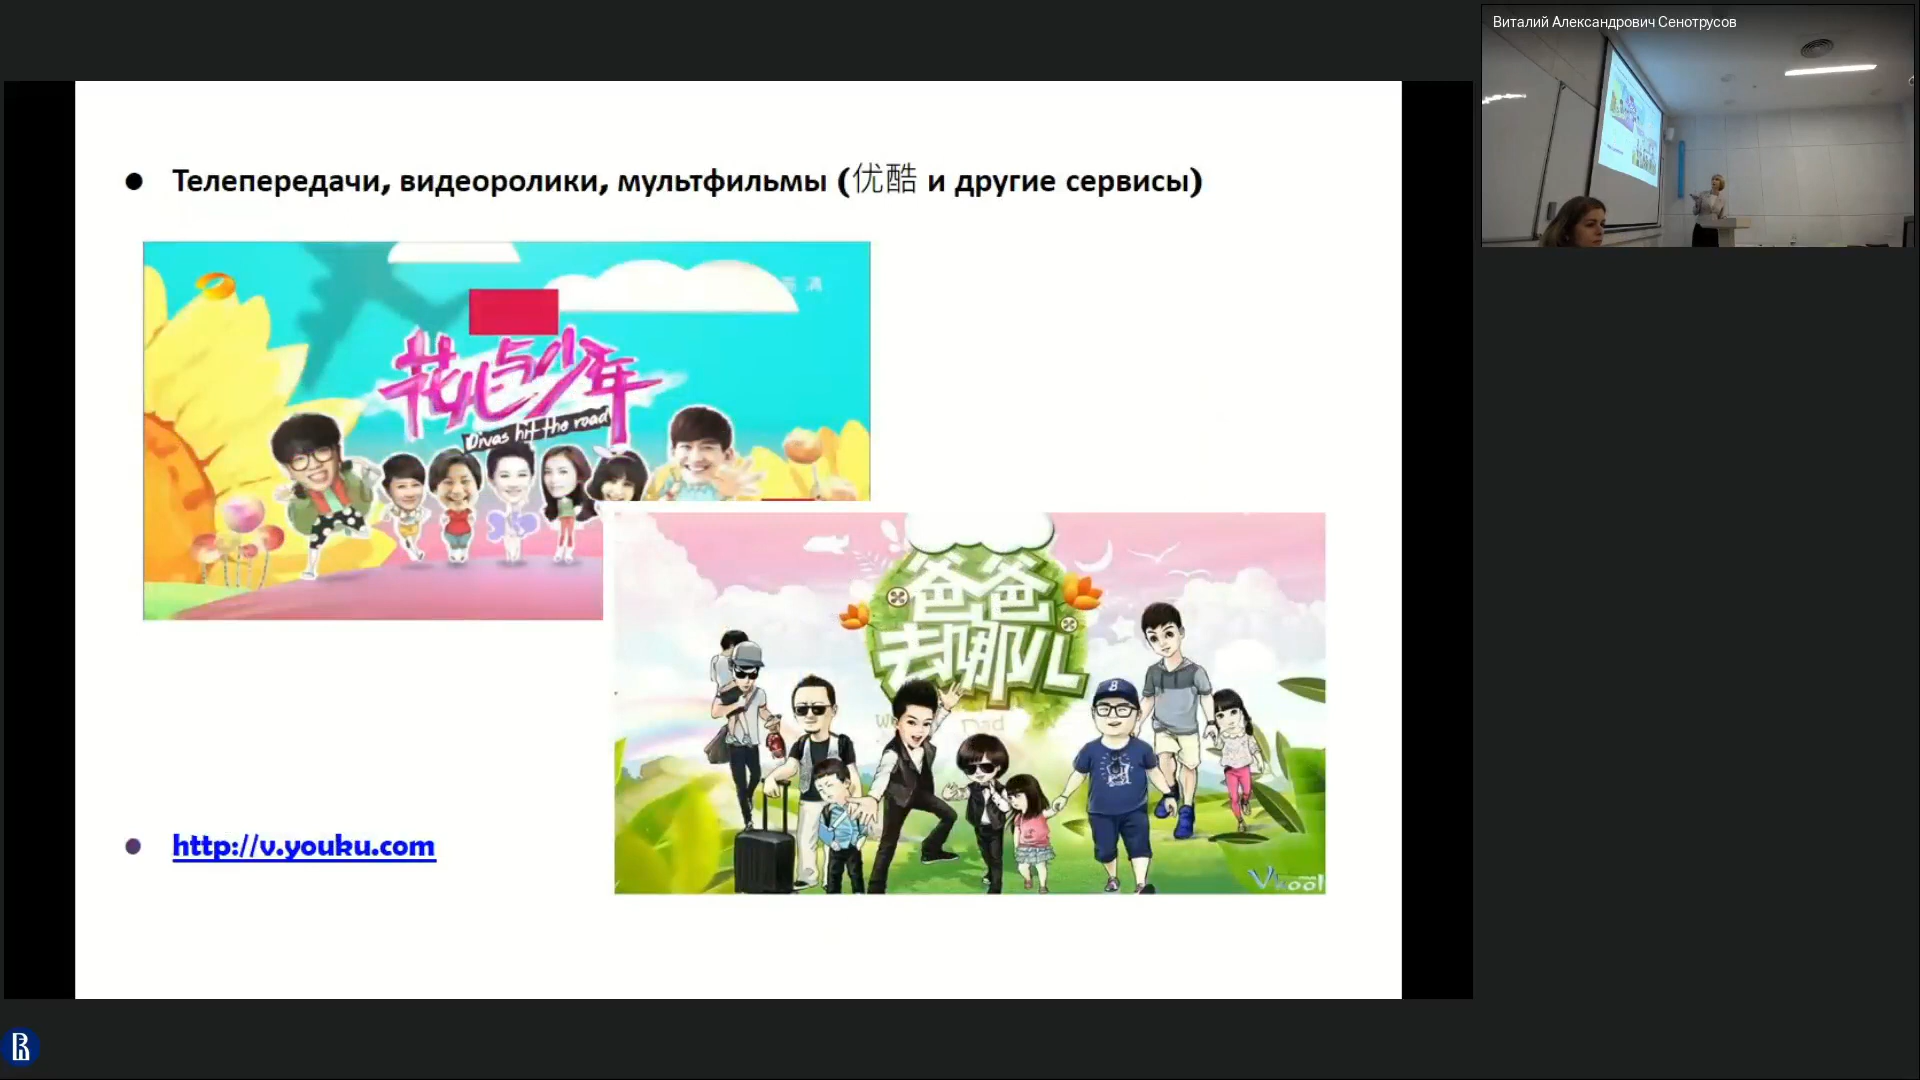 Виталий Александрович Сенотрусов
Телепередачи, видеоролики, мультфильмы (优酷 и другие сервисы)
花儿与少年
Divas hit the road
爸爸
去哪儿
Dad
http://v.youku.com